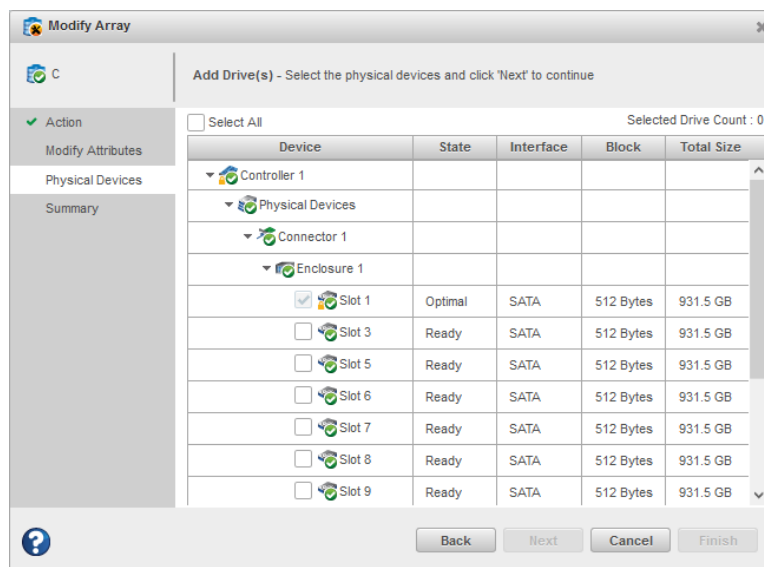 Modify Array
C
Add Drive(s) - Select the physical devices and click 'Next' to continue
Action
Modify Attributes
Physical Devices
Summary
Select All
Selected Drive Count : 0
Device State Interface Block Total Size
Controller 1
Physical Devices
Connector 1
Enclosure 1
Slot 1 Optimal SATA 512 Bytes 931.5 GB
Slot 3 Ready SATA 512 Bytes 931.5 GB
Slot 5 Ready SATA 512 Bytes 931.5 GB
Slot 6 Ready SATA 512 Bytes 931.5 GB
Slot 7 Ready SATA 512 Bytes 931.5 GB
Slot 8 Ready SATA 512 Bytes 931.5 GB
Slot 9 Ready SATA 512 Bytes 931.5 GB
? Back Next Cancel Finish